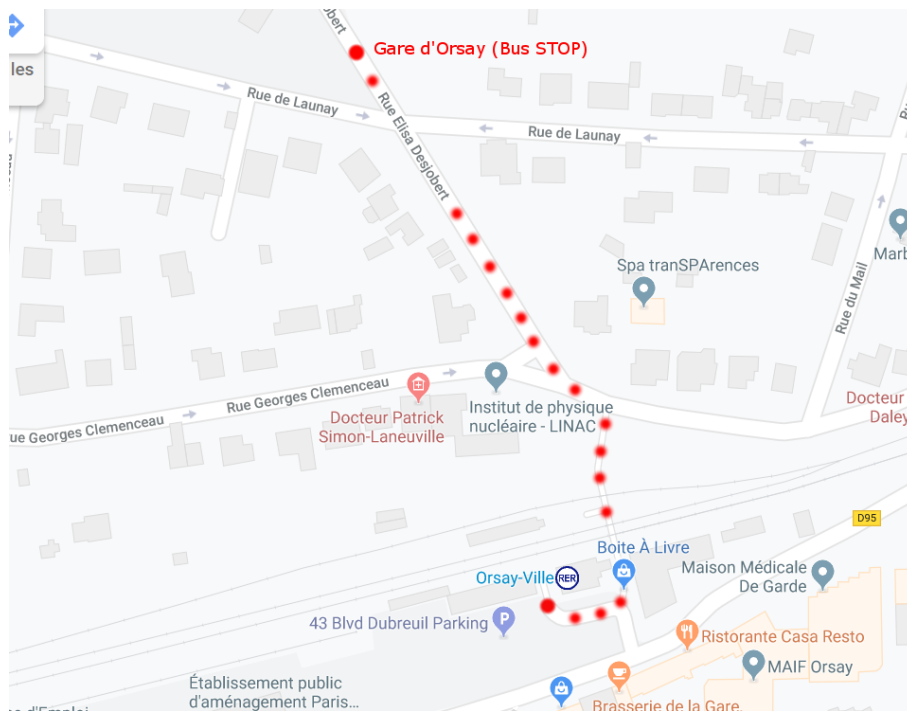 Gare d'Orsay (Bus STOP)
les
Rue de Launay
Rue Elisa Desjobert
Rue de Launay
Spa tranSPArences
Marb
Rue du Mail
Rue Georges Clemenceau
ue Georges Clemenceau
Docteur Patrick
Simon-Laneuville
Institut de physique
nucléaire - LINAC
Docteur
Daley
D95
Boite À Livre
Orsay-Ville
RER
Maison Médicale
De Garde
43 Blvd Dubreuil Parking
P
Ristorante Casa Resto
MAIF Orsay
Établissement public
d'aménagement Paris...
Brasserie de la Gare.